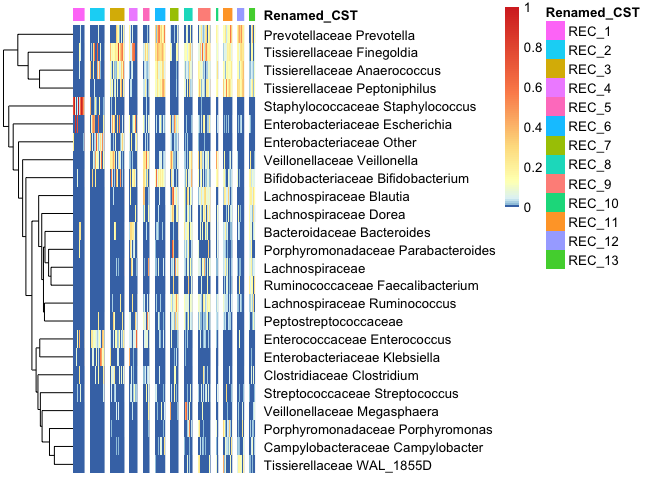 Renamed_CST
Prevotellaceae Prevotella
Tissierellaceae Finegoldia
Tissierellaceae Anaerococcus
Tissierellaceae Peptoniphilus
Staphylococcaceae Staphylococcus
Enterobacteriaceae Escherichia
Enterobacteriaceae Other
Veillonellaceae Veillonella
Bifidobacteriaceae Bifidobacterium
Lachnospiraceae Blautia
Lachnospiraceae Dorea
Bacteroidaceae Bacteroides
Porphyromonadaceae Parabacteroides
Lachnospiraceae
Ruminococcaceae Faecalibacterium
Lachnospiraceae Ruminococcus
Peptostreptococcaceae
Enterococcaceae Enterococcus
Enterobacteriaceae Klebsiella
Clostridiaceae Clostridium
Streptococcaceae Streptococcus
Veillonellaceae Megasphaera
Porphyromonadaceae Porphyromonas
Campylobacteraceae Campylobacter
Tissierellaceae WAL_1855D
1
0.8
0.6
0.4
0.2
0
Renamed_CST
REC_1
REC_2
REC_3
REC_4
REC_5
REC_6
REC_7
REC_8
REC_9
REC_10
REC_11
REC_12
REC_13